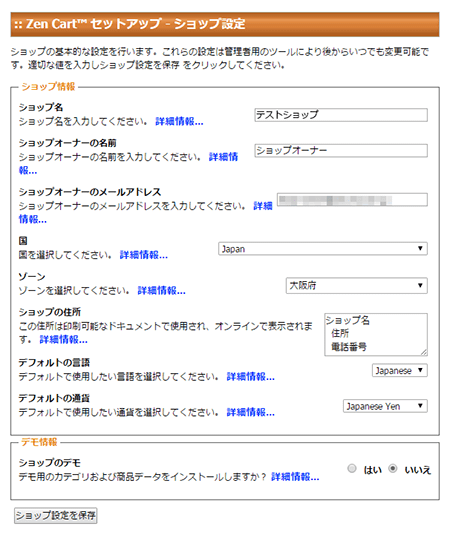 :: Zen Cart™ セットアップ - ショップ設定
ショップの基本的な設定を行います。これらの設定は管理者用のツールにより後からいつでも変更可能で
す。適切な値を入力しショップ設定を保存 をクリックしてください。
ショップ情報
ショップ名
ショップ名を入力してください。 詳細情報...
テストショップ
ショップオーナーの名前
ショップオーナーの名前を入力してください。 詳細情
報...
ショップオーナー
ショップオーナーのメールアドレス
ショップオーナーのメールアドレスを入力してください。 詳細
情報...
国
国を選択してください。 詳細情報...
Japan
ゾーン
ゾーンを選択してください。 詳細情報...
大阪府
ショップの住所
この住所は印刷可能なドキュメントで使用され、オンラインで表示されま
す。 詳細情報...
ショップ名
住所
電話番号
デフォルトの言語
デフォルトで使用したい言語を選択してください。 詳細情報...
Japanese
デフォルトの通貨
デフォルトで使用したい通貨を選択してください。 詳細情報...
Japanese Yen
デモ情報
ショップのデモ
デモ用のカテゴリおよび商品データをインストールしますか？ 詳細情報...
はい いいえ
ショップ設定を保存